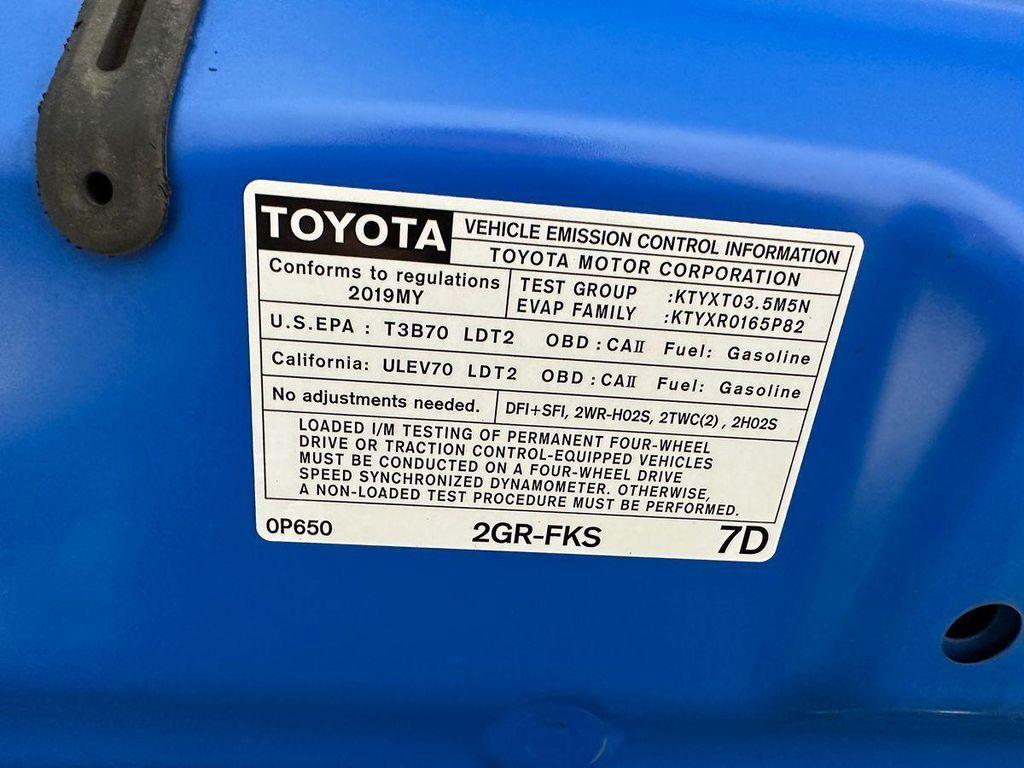 TOYOTA
VEHICLE EMISSION CONTROL INFORMATION
TOYOTA MOTOR CORPORATION
Conforms to regulations
2019MY
TEST GROUP :KTYXT03.5M5N
EVAP FAMILY :KTYXR0165P82
U.S.EPA : T3B70 LDT2 OBD : CAII Fuel: Gasoline
California: ULEV70 LDT2 OBD : CAII Fuel: Gasoline
No adjustments needed.
DFI+SFI, 2WR-HO2S, 2TWC(2) , 2HO2S
LOADED I/M TESTING OF PERMANENT FOUR-WHEEL
DRIVE OR TRACTION CONTROL-EQUIPPED VEHICLES
MUST BE CONDUCTED ON A FOUR-WHEEL DRIVE
SPEED SYNCHRONIZED DYNAMOMETER. OTHERWISE,
A NON-LOADED TEST PROCEDURE MUST BE PERFORMED.
0P650
2GR-FKS
7D